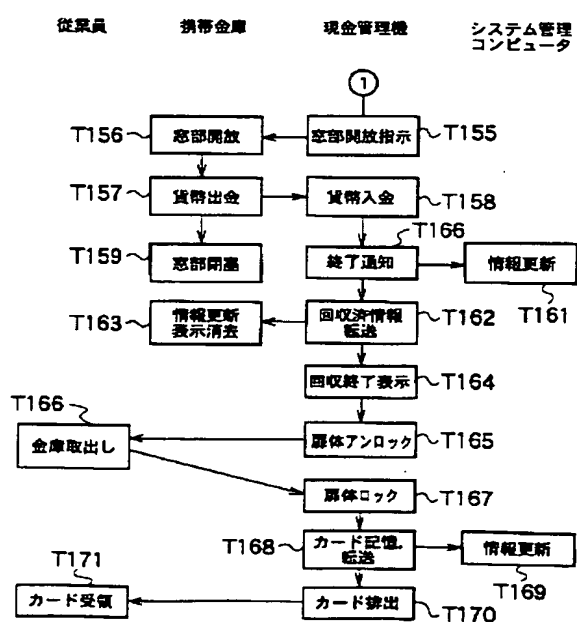 従業員
携帯金庫
現金管理機
システム管理
コンピュータ
1
T156
窓部開放
窓部開放指示
T155
T157
貨幣出金
貨幣入金
T158
T166
T159
窓部閉塞
終了通知
情報更新
T161
T163
情報更新
表示消去
回収済情報
転送
T162
回収終了表示
T164
T166
金庫取出し
扉体アンロック
T165
扉体ロック
T167
T168
カード記憶,
転送
情報更新
T169
T171
カード受領
カード排出
T170